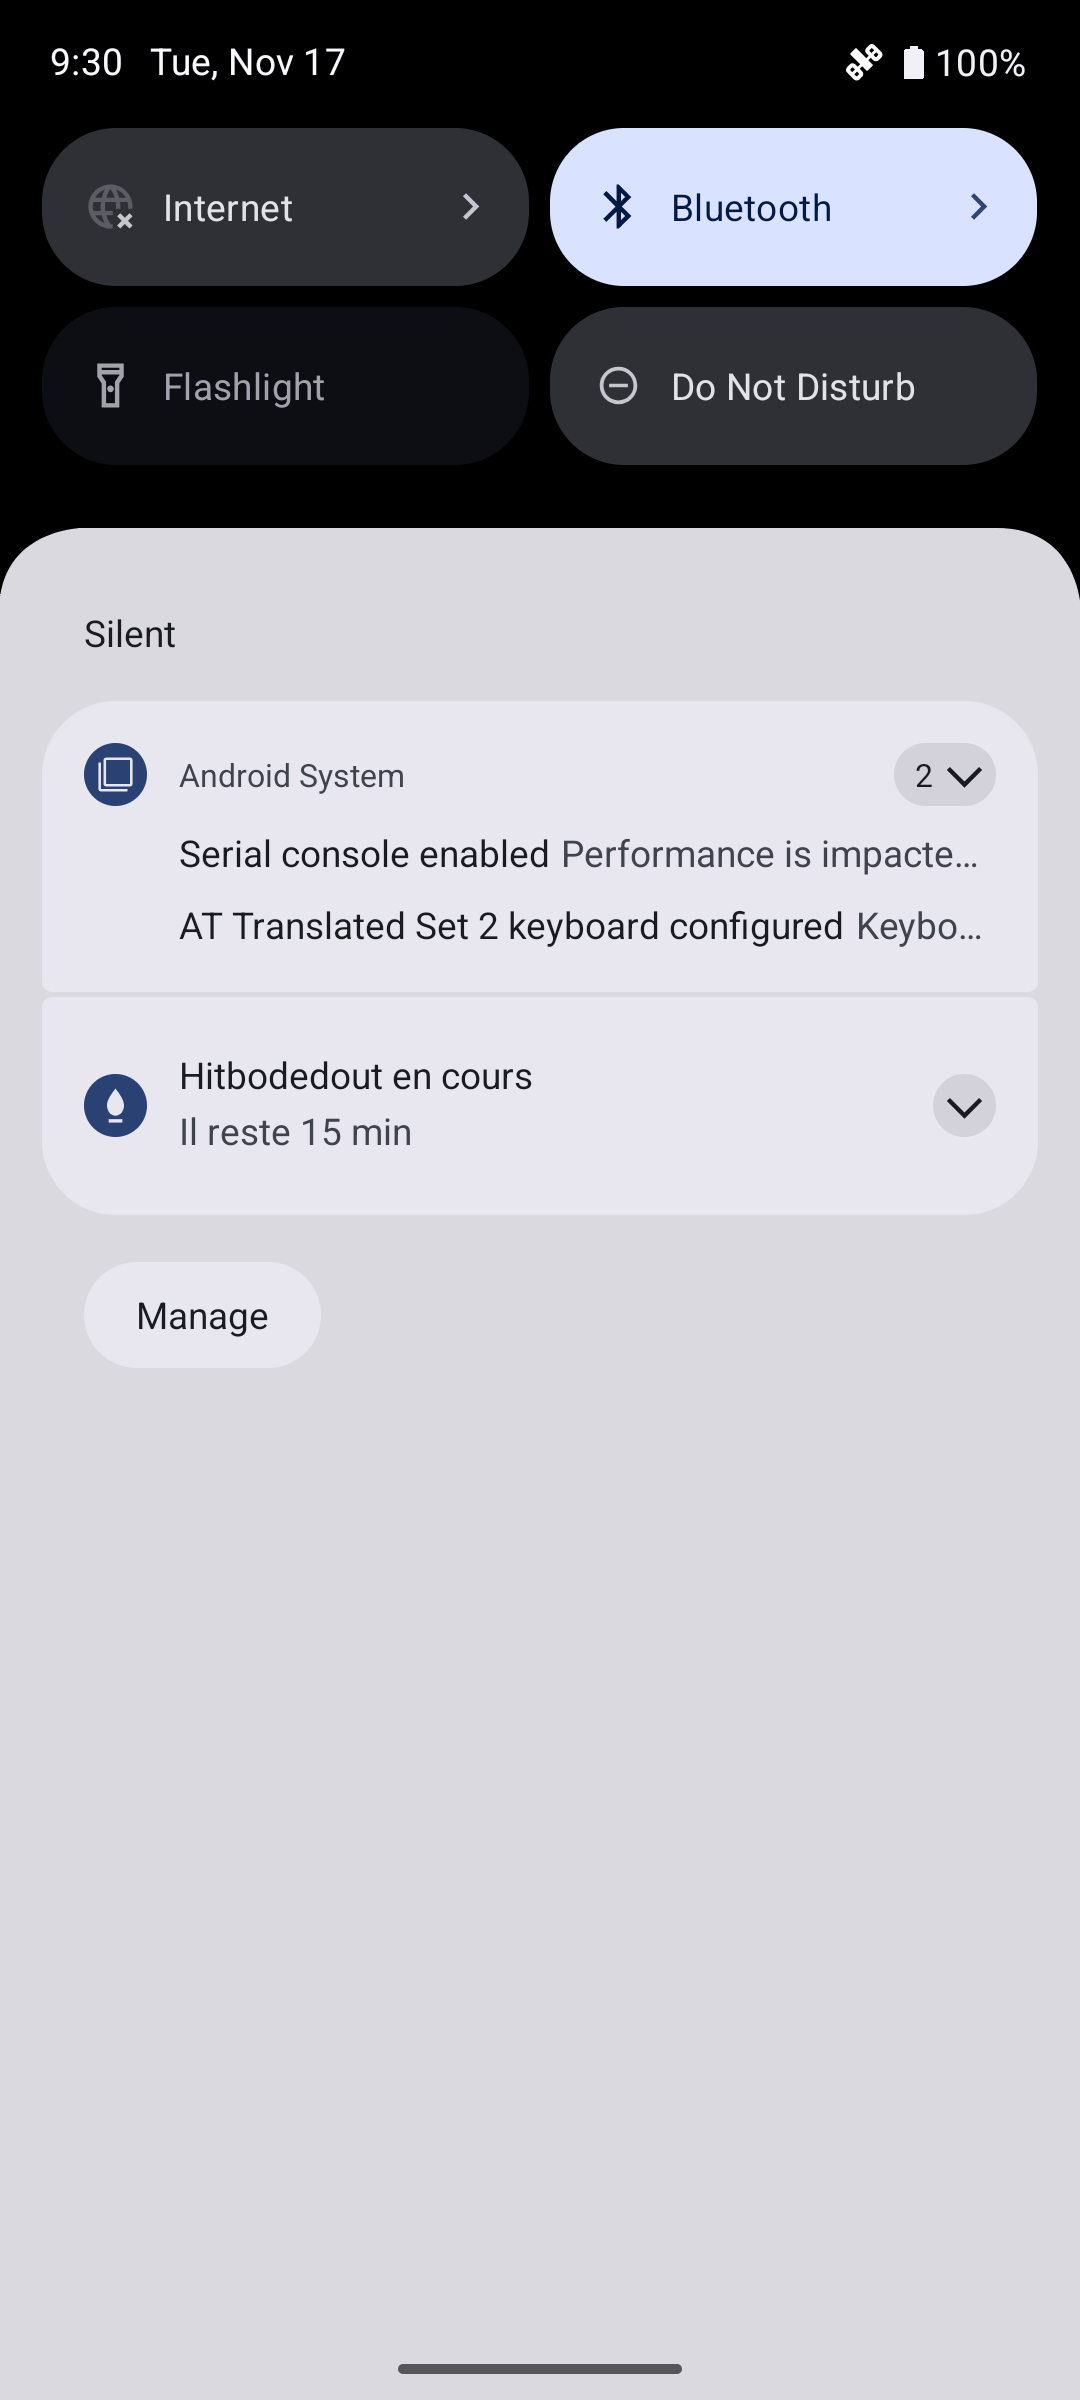 9:30 Tue, Nov 17 100%
Internet Bluetooth
Flashlight Do Not Disturb
Silent
Android System 2
Serial console enabled Performance is impacte…
AT Translated Set 2 keyboard configured Keybo…
Hitbodedout en cours
Il reste 15 min
Manage